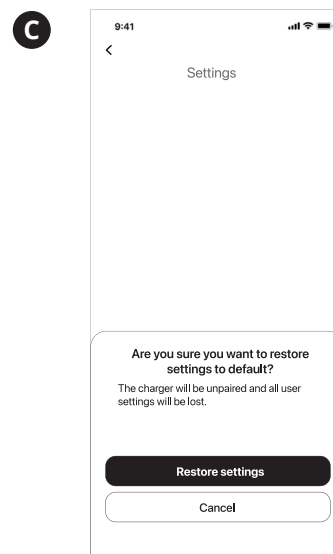 C
9:41
Settings
Are you sure you want to restore
settings to default?
The charger will be unpaired and all user
settings will be lost.
Restore settings
Cancel